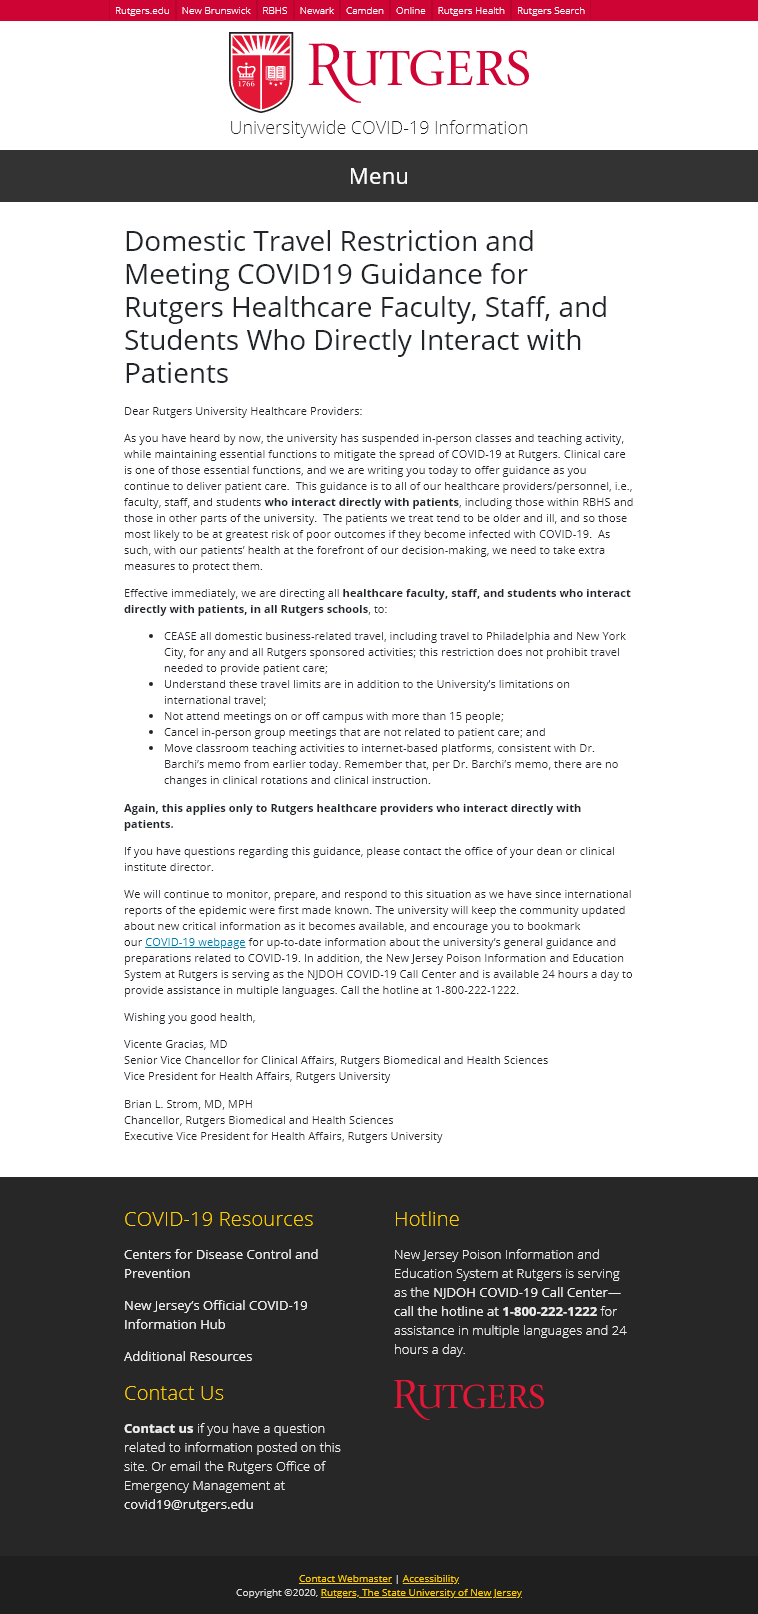 Rutgers.edu New Brunswick RBHS Newark Camden Online Rutgers Health Rutgers Search
1766
RUTGERS
Universitywide COVID-19 Information
Menu
Domestic Travel Restriction and
Meeting COVID19 Guidance for
Rutgers Healthcare Faculty, Staff, and
Students Who Directly Interact with
Patients
Dear Rutgers University Healthcare Providers:
As you have heard by now, the university has suspended in-person classes and teaching activity,
while maintaining essential functions to mitigate the spread of COVID-19 at Rutgers. Clinical care
is one of those essential functions, and we are writing you today to offer guidance as you
continue to deliver patient care.  This guidance is to all of our healthcare providers/personnel, i.e.,
faculty, staff, and students who interact directly with patients, including those within RBHS and
those in other parts of the university.  The patients we treat tend to be older and ill, and so those
most likely to be at greatest risk of poor outcomes if they become infected with COVID-19.  As
such, with our patients’ health at the forefront of our decision-making, we need to take extra
measures to protect them.
Effective immediately, we are directing all healthcare faculty, staff, and students who interact
directly with patients, in all Rutgers schools, to:
• CEASE all domestic business-related travel, including travel to Philadelphia and New York
City, for any and all Rutgers sponsored activities; this restriction does not prohibit travel
needed to provide patient care;
• Understand these travel limits are in addition to the University’s limitations on
international travel;
• Not attend meetings on or off campus with more than 15 people;
• Cancel in-person group meetings that are not related to patient care; and
• Move classroom teaching activities to internet-based platforms, consistent with Dr.
Barchi’s memo from earlier today. Remember that, per Dr. Barchi’s memo, there are no
changes in clinical rotations and clinical instruction.
Again, this applies only to Rutgers healthcare providers who interact directly with
patients.
If you have questions regarding this guidance, please contact the office of your dean or clinical
institute director.
We will continue to monitor, prepare, and respond to this situation as we have since international
reports of the epidemic were first made known. The university will keep the community updated
about new critical information as it becomes available, and encourage you to bookmark
our COVID-19 webpage for up-to-date information about the university’s general guidance and
preparations related to COVID-19. In addition, the New Jersey Poison Information and Education
System at Rutgers is serving as the NJDOH COVID-19 Call Center and is available 24 hours a day to
provide assistance in multiple languages. Call the hotline at 1-800-222-1222.
Wishing you good health,
Vicente Gracias, MD
Senior Vice Chancellor for Clinical Affairs, Rutgers Biomedical and Health Sciences
Vice President for Health Affairs, Rutgers University
Brian L. Strom, MD, MPH
Chancellor, Rutgers Biomedical and Health Sciences
Executive Vice President for Health Affairs, Rutgers University
COVID-19 Resources
Centers for Disease Control and
Prevention
New Jersey’s Official COVID-19
Information Hub
Additional Resources
Contact Us
Contact us if you have a question
related to information posted on this
site. Or email the Rutgers Office of
Emergency Management at
covid19@rutgers.edu
Hotline
New Jersey Poison Information and
Education System at Rutgers is serving
as the NJDOH COVID-19 Call Center—
call the hotline at 1-800-222-1222 for
assistance in multiple languages and 24
hours a day.
RUTGERS
Contact Webmaster | Accessibility
Copyright ©2020, Rutgers, The State University of New Jersey